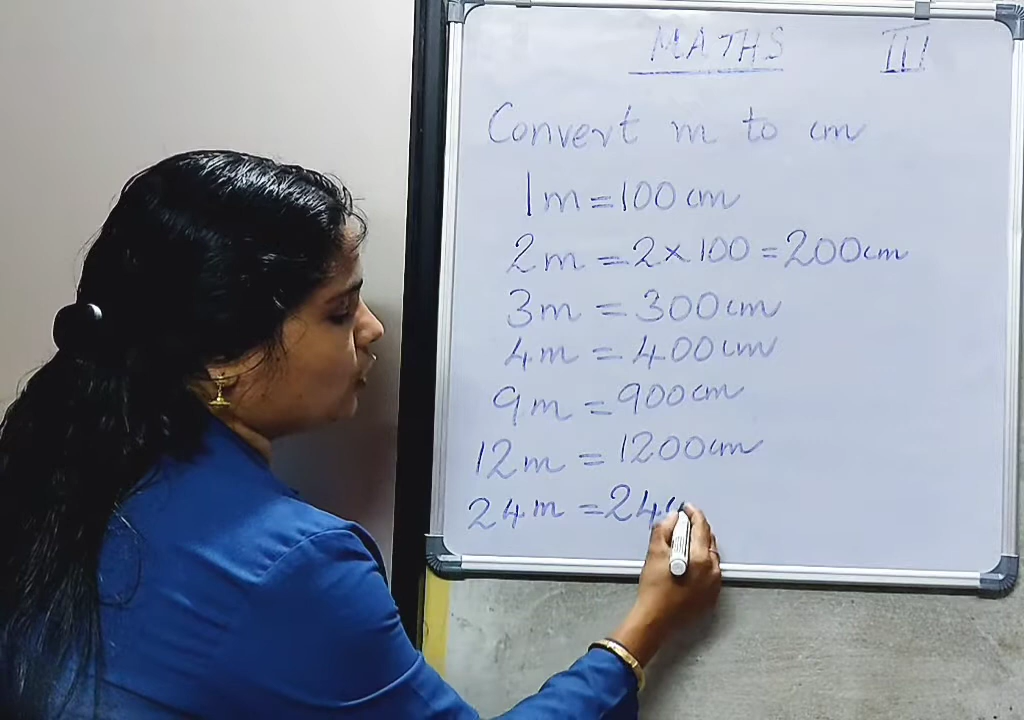 MATHS III
Convert m to cm
1m = 100 cm
2m = 2 × 100 = 200cm
3m = 300cm
4m = 400cm
9m = 900cm
12m = 1200cm
24m = 24